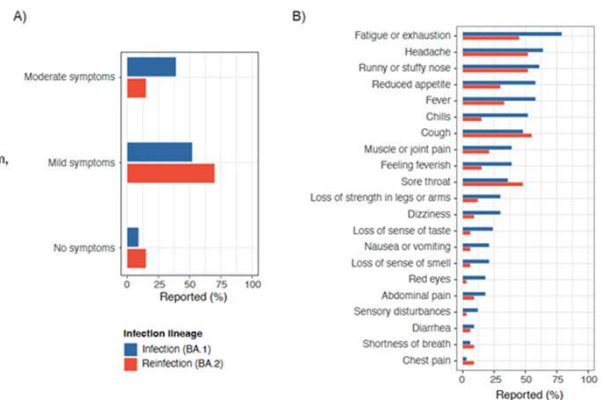 A)
Moderate symptoms
Mild symptoms
No symptoms
0 25 50 75 100
Reported (%)
Infection lineage
Infection (BA.1)
Reinfection (BA.2)
B)
Fatigue or exhaustion
Headache
Runny or stuffy nose
Reduced appetite
Fever
Chills
Cough
Muscle or joint pain
Feeling feverish
Sore throat
Loss of strength in legs or arms
Dizziness
Loss of sense of taste
Nausea or vomiting
Loss of sense of smell
Red eyes
Abdominal pain
Sensory disturbances
Diarrhea
Shortness of breath
Chest pain
0 25 50 75 100
Reported (%)